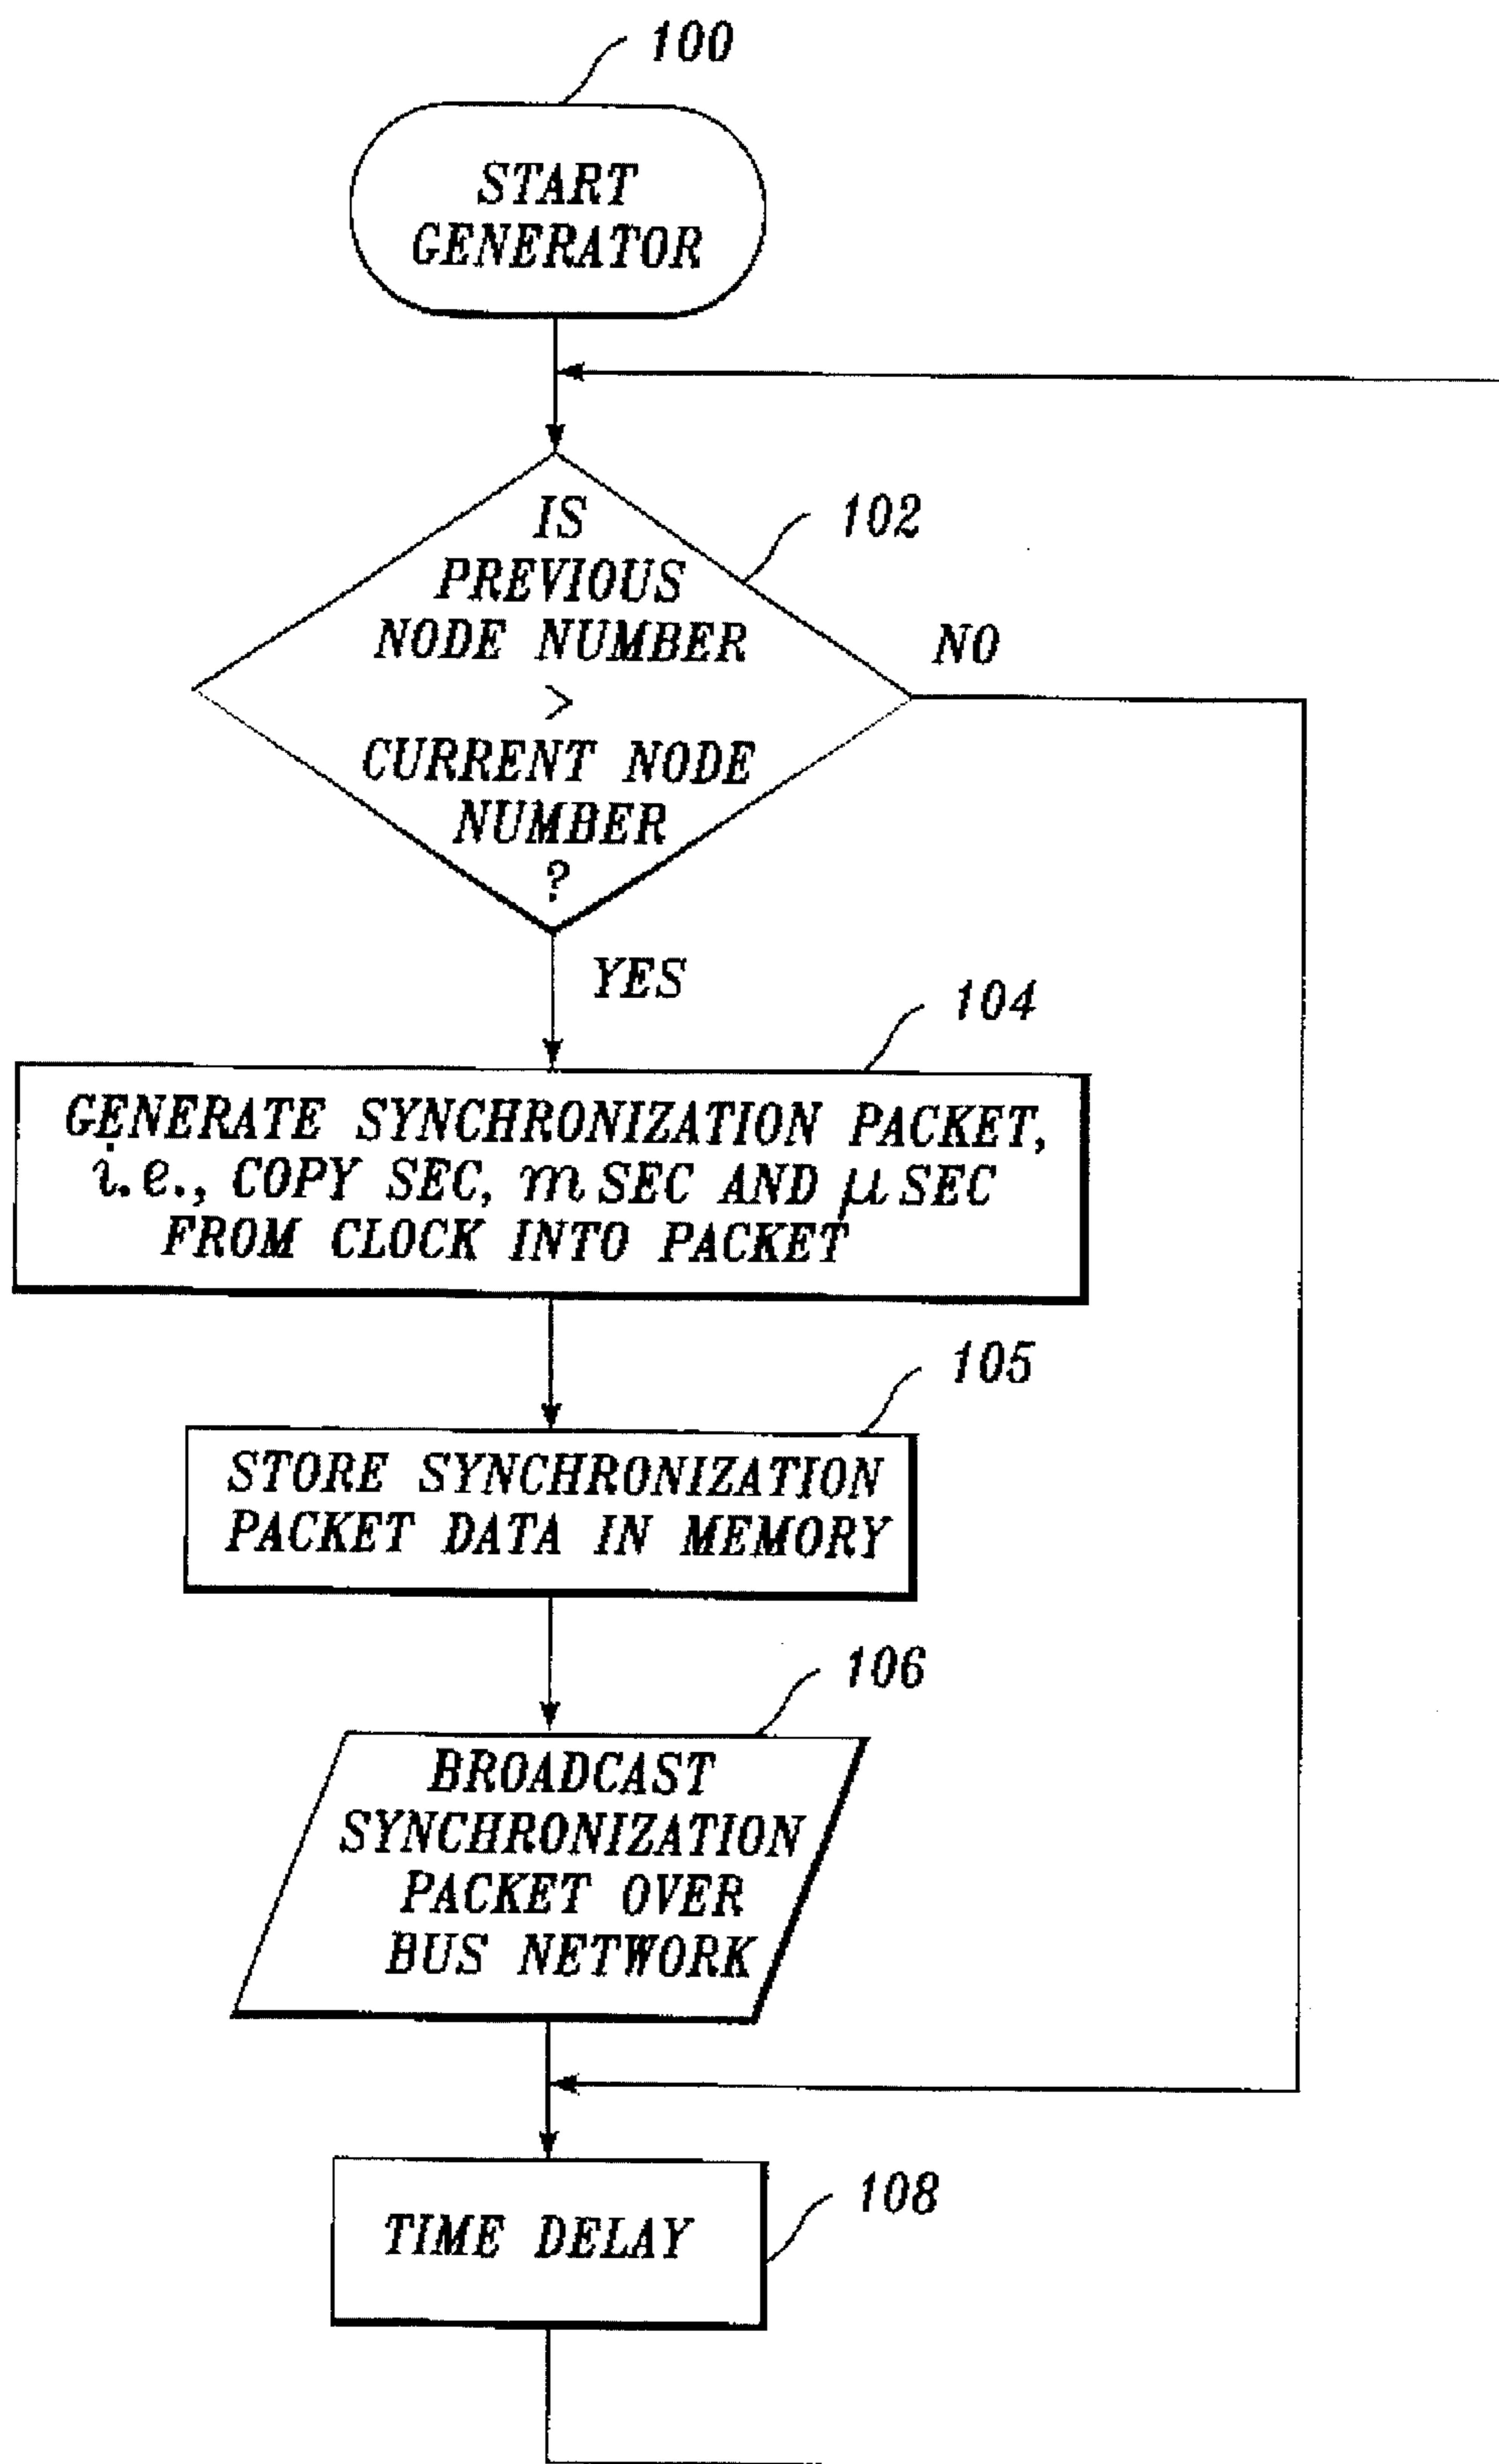 100
START
GENERATOR
102
IS
PREVIOUS
NODE NUMBER
>
CURRENT NODE
NUMBER
?
NO
YES
104
GENERATE SYNCHRONIZATION PACKET,
i.e., COPY SEC, m SEC AND μ SEC
FROM CLOCK INTO PACKET
105
STORE SYNCHRONIZATION
PACKET DATA IN MEMORY
106
BROADCAST
SYNCHRONIZATION
PACKET OVER
BUS NETWORK
108
TIME DELAY